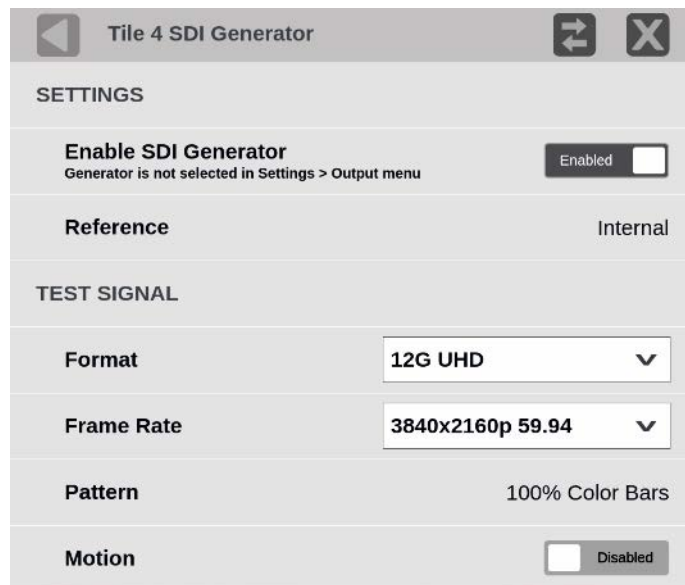 Tile 4 SDI Generator
SETTINGS
Enable SDI Generator
Enabled
Generator is not selected in Settings > Output menu
Reference
Internal
TEST SIGNAL
Format
12G UHD
Frame Rate
3840x2160p 59.94
Pattern
100% Color Bars
Motion
Disabled